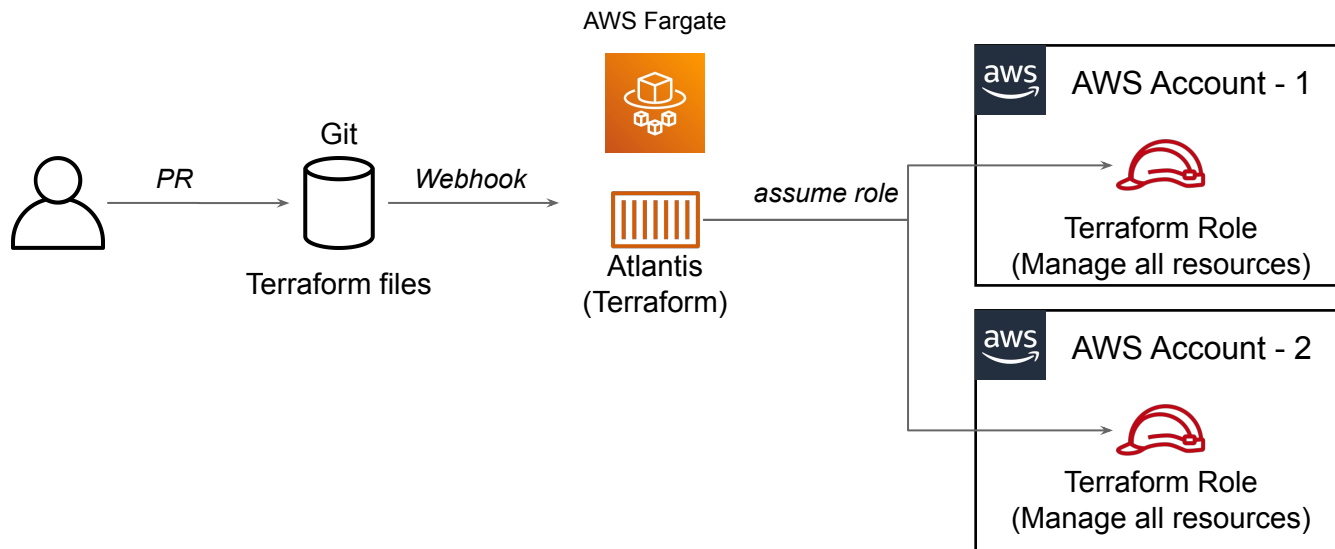 AWS Fargate
Git
PR
Webhook
Terraform files
Atlantis
(Terraform)
assume role
aws
AWS Account - 1
Terraform Role
(Manage all resources)
aws
AWS Account - 2
Terraform Role
(Manage all resources)